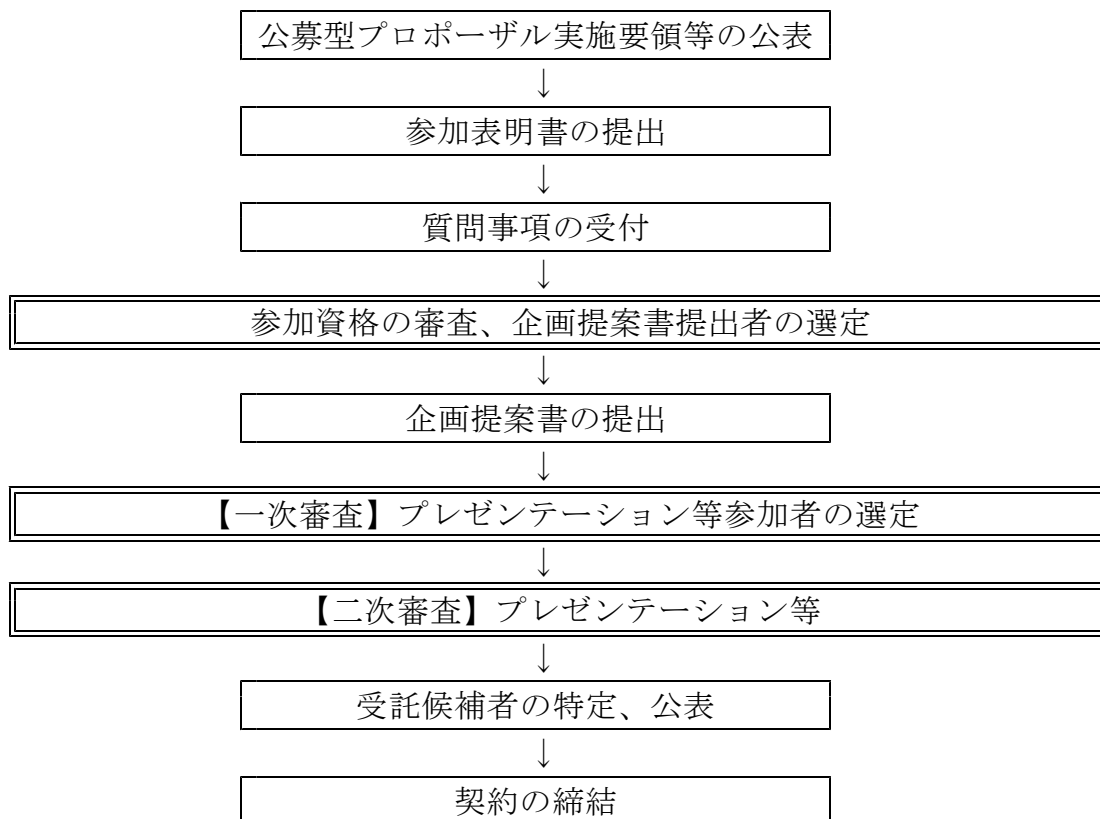 公募型プロポーザル実施要領等の公表
↓
参加表明書の提出
↓
質問事項の受付
↓
参加資格の審査、企画提案書提出者の選定
↓
企画提案書の提出
↓
【一次審査】プレゼンテーション等参加者の選定
↓
【二次審査】プレゼンテーション等
↓
受託候補者の特定、公表
↓
契約の締結